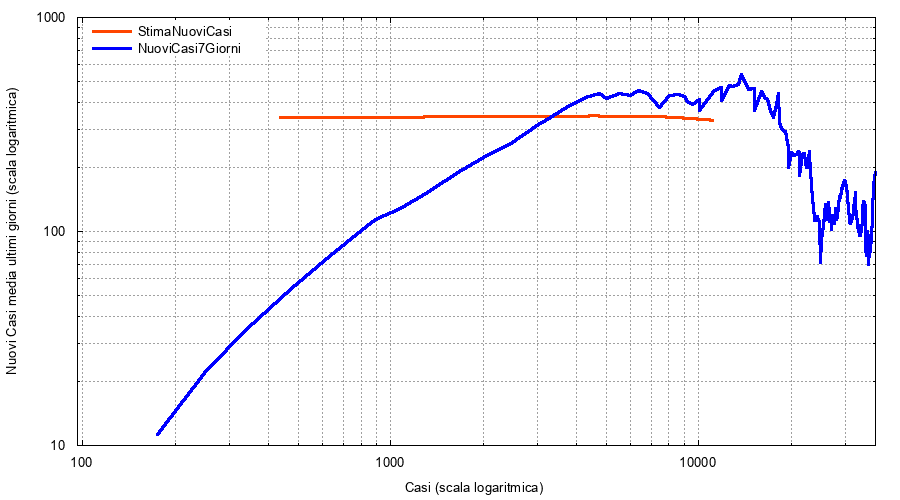 StimaNuoviCasi
NuoviCasi7Giorni
Nuovi Casi media ultimi giorni (scala logaritmica)
1000
100
10
100 1000 10000
Casi (scala logaritmica)